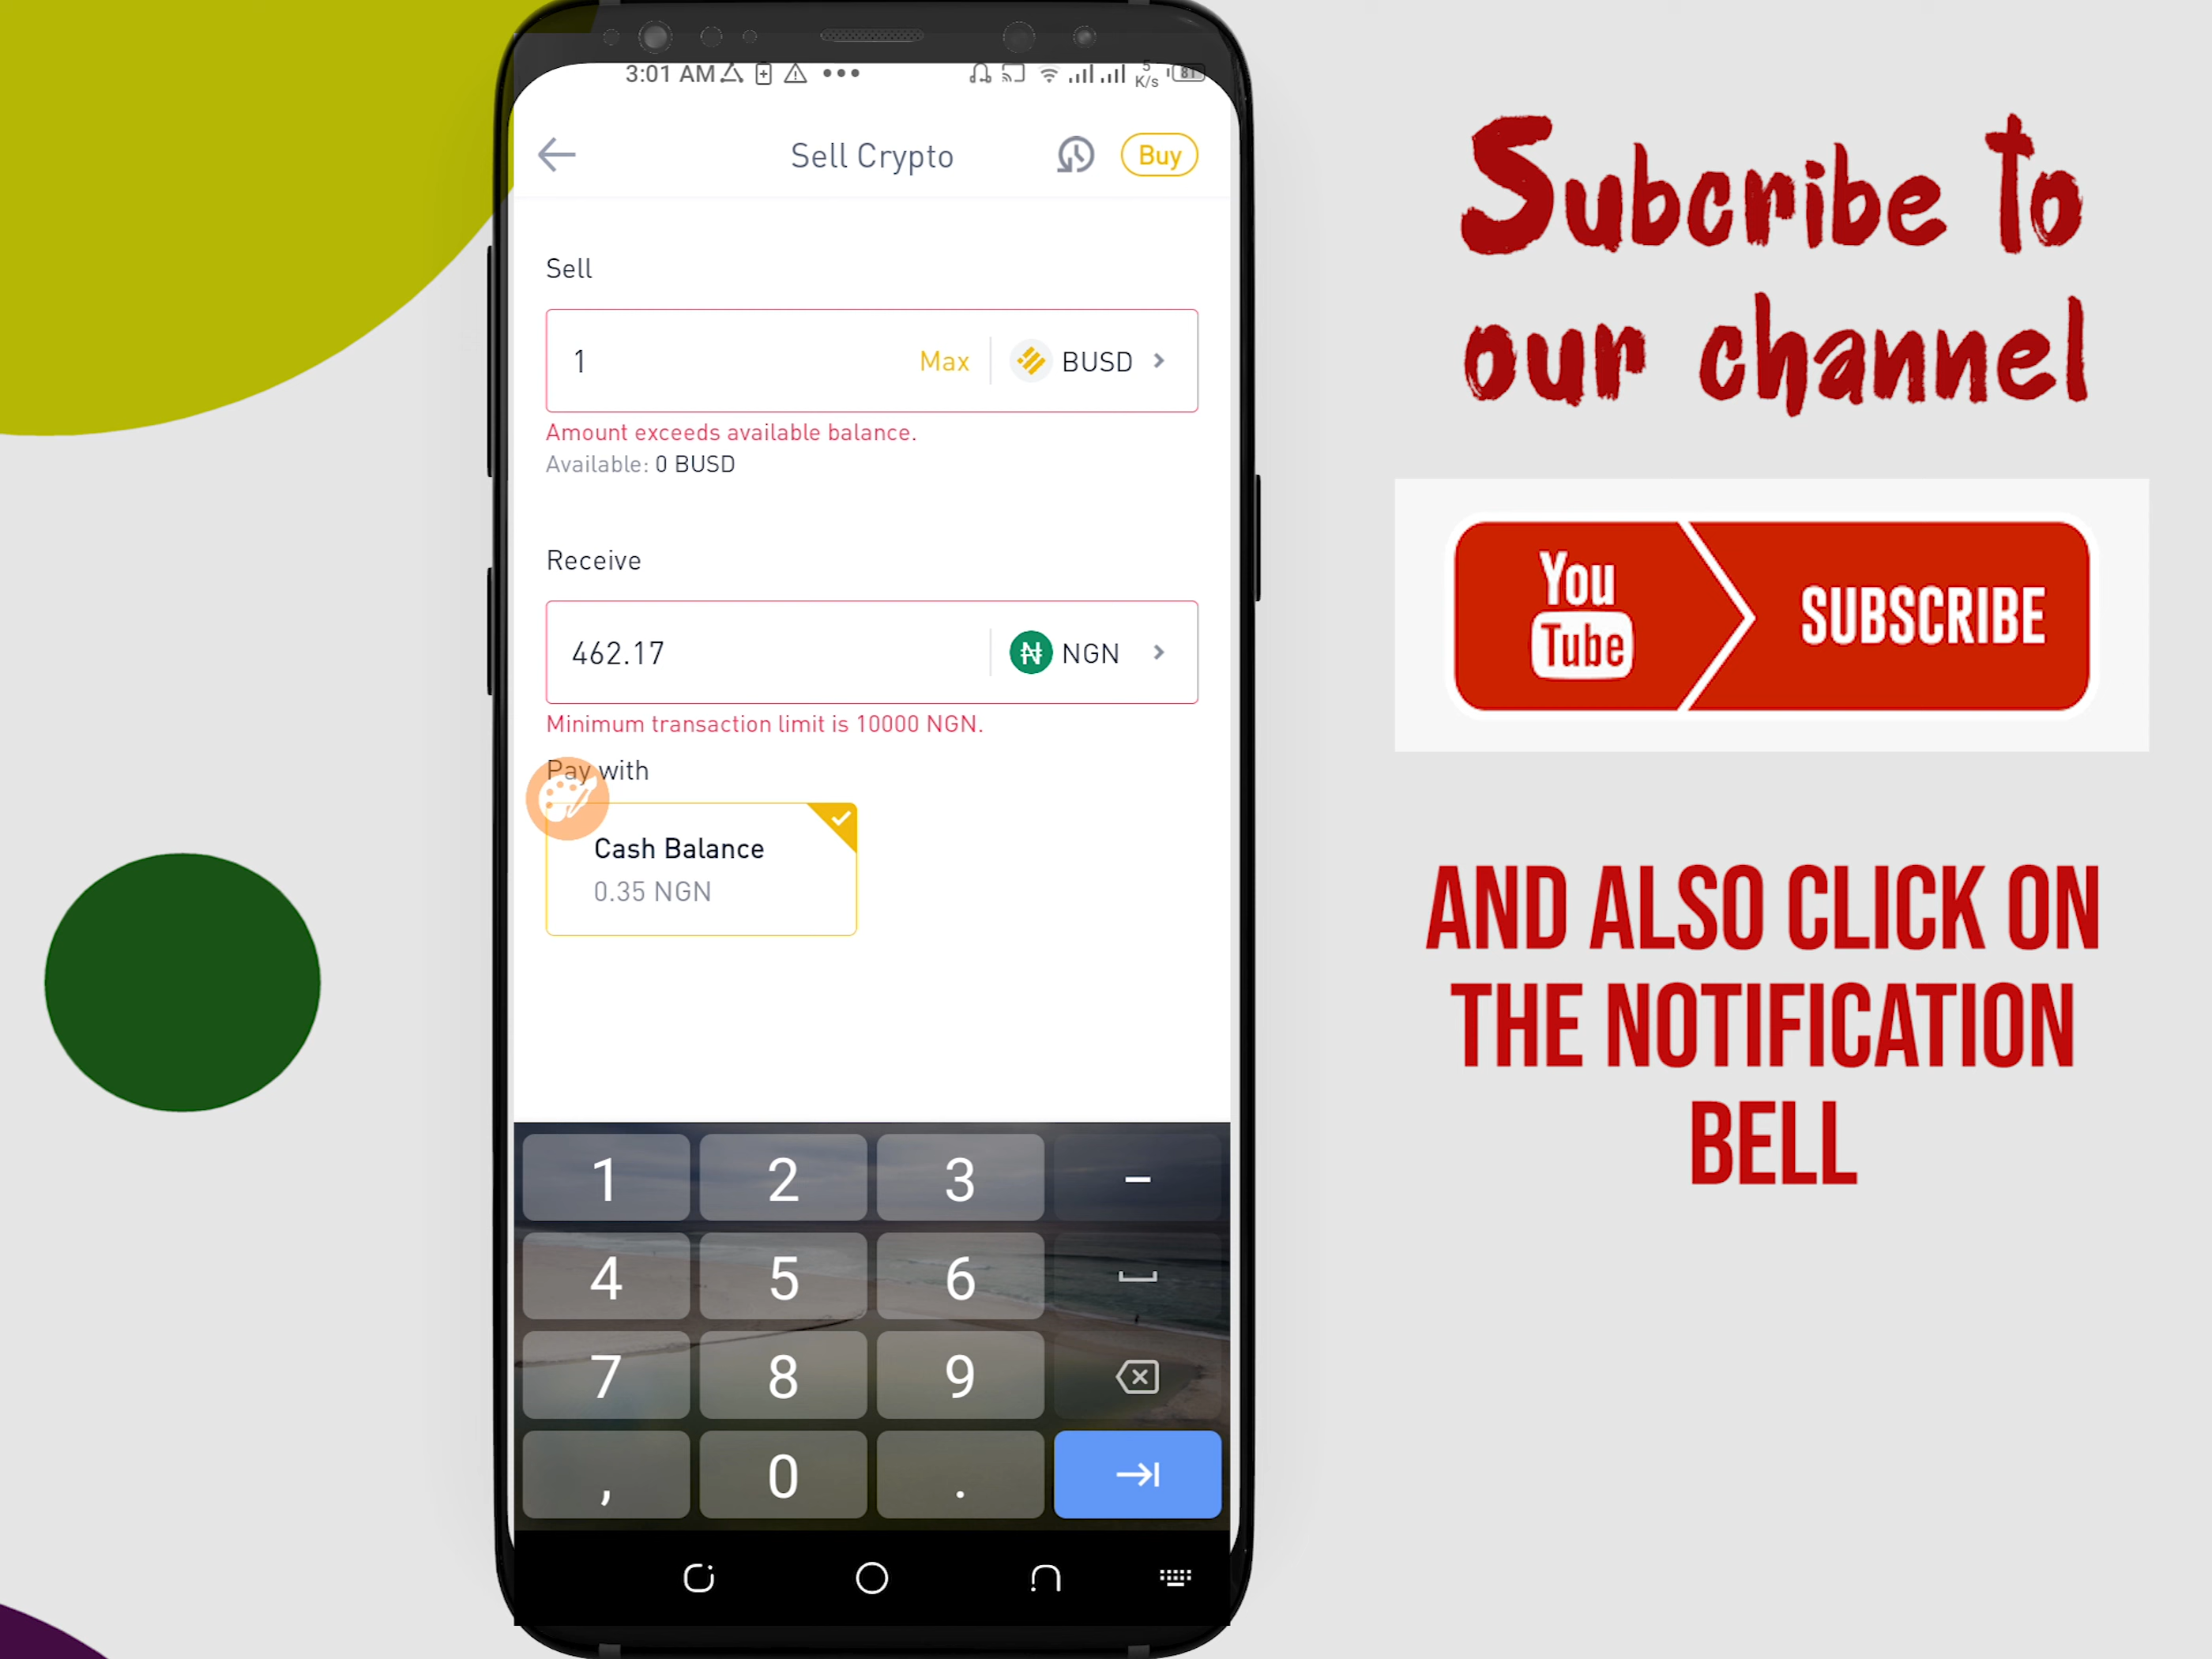 3:01 AM
5
K/s
81
Sell Crypto
Buy
Sell
1
Max
BUSD
Amount exceeds available balance.
Available: 0 BUSD
Receive
462.17
NGN
Minimum transaction limit is 10000 NGN.
Pay with
Cash Balance
0.35 NGN
1 2 3 –
4 5 6
7 8 9
, 0 .
Subcribe to
our channel
You
Tube
SUBSCRIBE
AND ALSO CLICK ON
THE NOTIFICATION
BELL